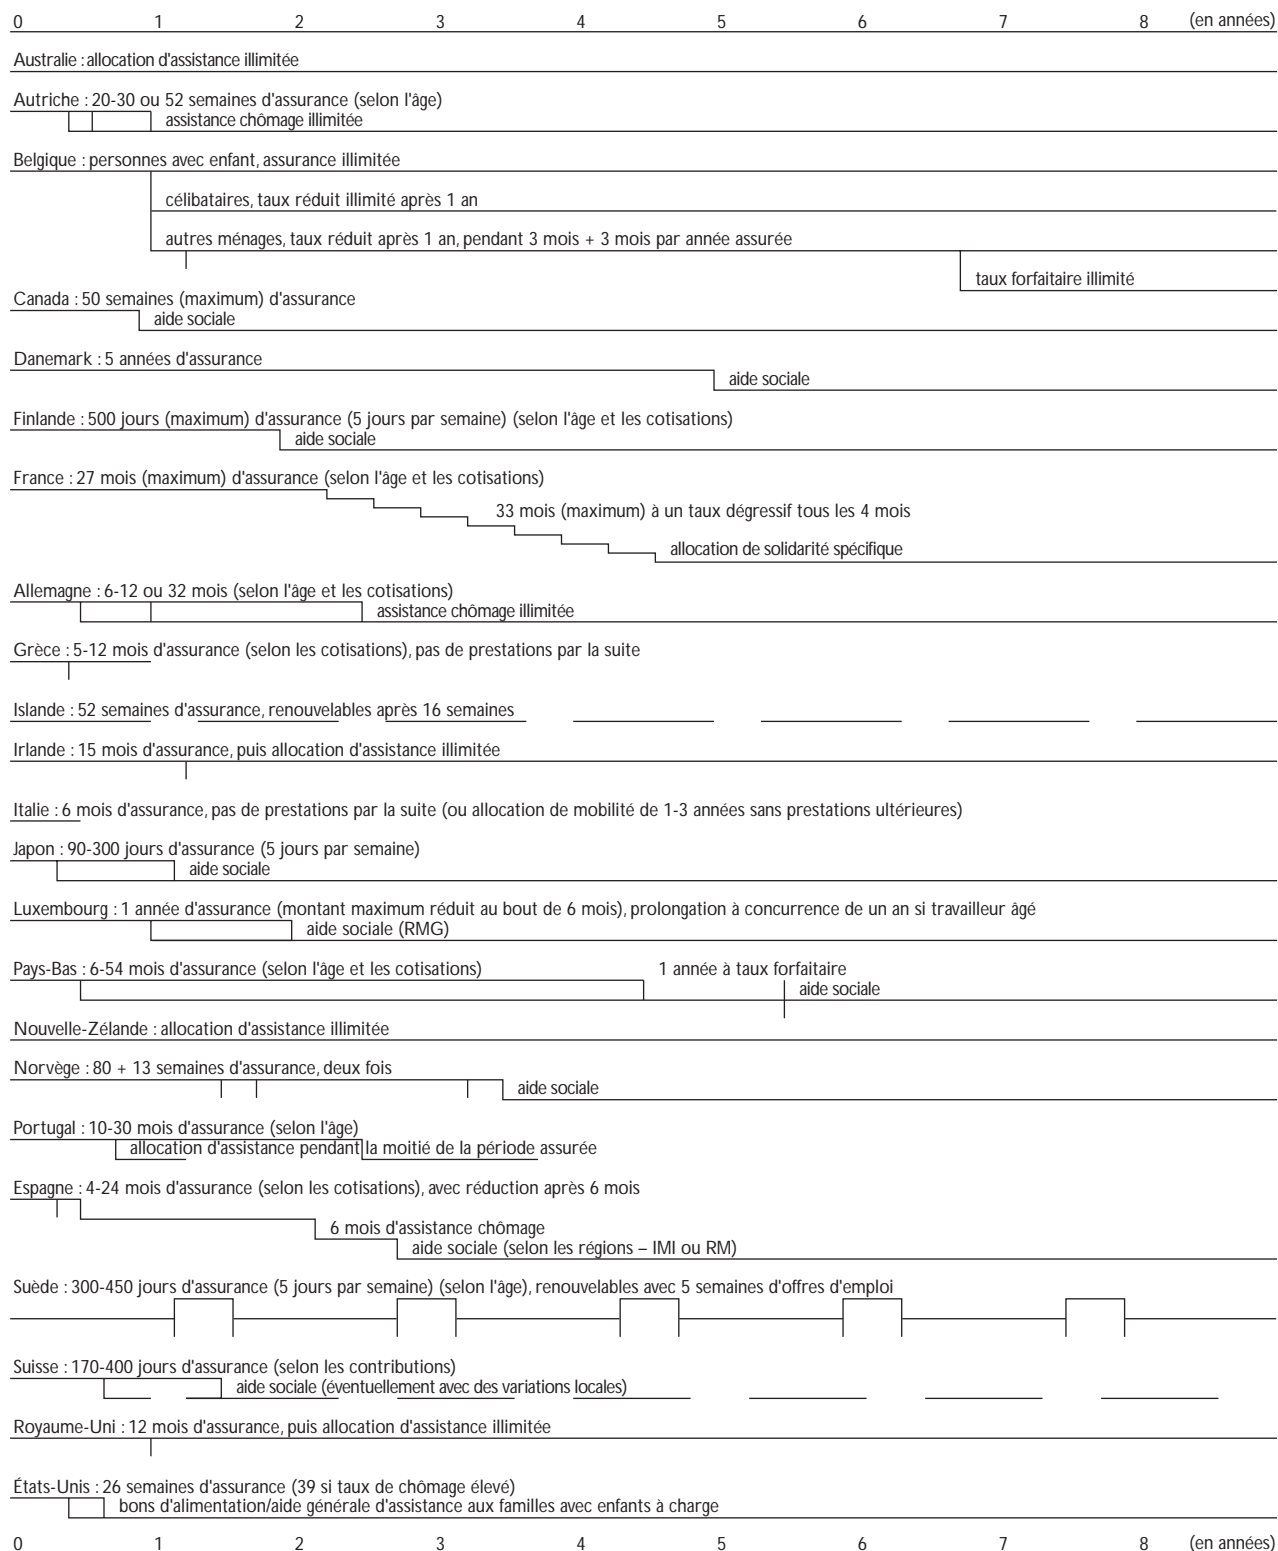 0 1 2 3 4 5 6 7 8 (en années)
Australie : allocation d'assistance illimitée
Autriche : 20-30 ou 52 semaines d'assurance (selon l'âge)
assistance chômage illimitée
Belgique : personnes avec enfant, assurance illimitée
célibataires, taux réduit illimité après 1 an
autres ménages, taux réduit après 1 an, pendant 3 mois + 3 mois par année assurée
taux forfaitaire illimité
Canada : 50 semaines (maximum) d'assurance
aide sociale
Danemark : 5 années d'assurance
aide sociale
Finlande : 500 jours (maximum) d'assurance (5 jours par semaine) (selon l'âge et les cotisations)
aide sociale
France : 27 mois (maximum) d'assurance (selon l'âge et les cotisations)
33 mois (maximum) à un taux dégressif tous les 4 mois
allocation de solidarité spécifique
Allemagne : 6-12 ou 32 mois (selon l'âge et les cotisations)
assistance chômage illimitée
Grèce : 5-12 mois d'assurance (selon les cotisations), pas de prestations par la suite
Islande : 52 semaines d'assurance, renouvelables après 16 semaines
Irlande : 15 mois d'assurance, puis allocation d'assistance illimitée
Italie : 6 mois d'assurance, pas de prestations par la suite (ou allocation de mobilité de 1-3 années sans prestations ultérieures)
Japon : 90-300 jours d'assurance (5 jours par semaine)
aide sociale
Luxembourg : 1 année d'assurance (montant maximum réduit au bout de 6 mois), prolongation à concurrence de un an si travailleur âgé
aide sociale (RMG)
Pays-Bas : 6-54 mois d'assurance (selon l'âge et les cotisations) 1 année à taux forfaitaire
aide sociale
Nouvelle-Zélande : allocation d'assistance illimitée
Norvège : 80 + 13 semaines d'assurance, deux fois
aide sociale
Portugal : 10-30 mois d'assurance (selon l'âge)
allocation d'assistance pendant la moitié de la période assurée
Espagne : 4-24 mois d'assurance (selon les cotisations), avec réduction après 6 mois
6 mois d'assistance chômage
aide sociale (selon les régions – IMI ou RM)
Suède : 300-450 jours d'assurance (5 jours par semaine) (selon l'âge), renouvelables avec 5 semaines d'offres d'emploi
Suisse : 170-400 jours d'assurance (selon les contributions)
aide sociale (éventuellement avec des variations locales)
Royaume-Uni : 12 mois d'assurance, puis allocation d'assistance illimitée
États-Unis : 26 semaines d'assurance (39 si taux de chômage élevé)
bons d'alimentation/aide générale d'assistance aux familles avec enfants à charge
0 1 2 3 4 5 6 7 8 (en années)